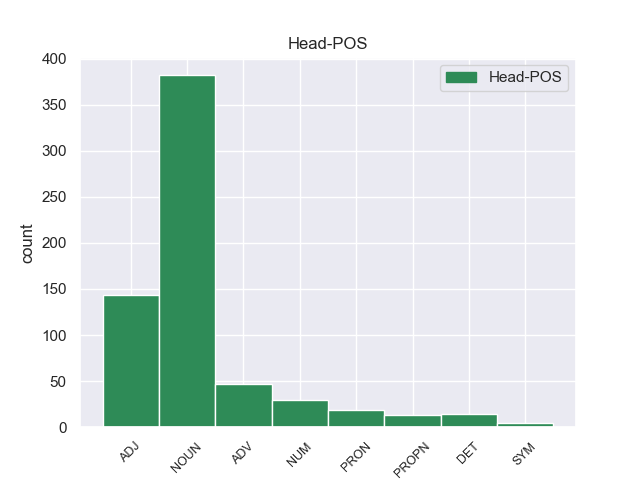 Head-POS
Head-POS
400
350
300
250
200
150
100
50
0
count
ADJ
NOUN
ADV
NUM
PRON
PROPN
DET
SYM